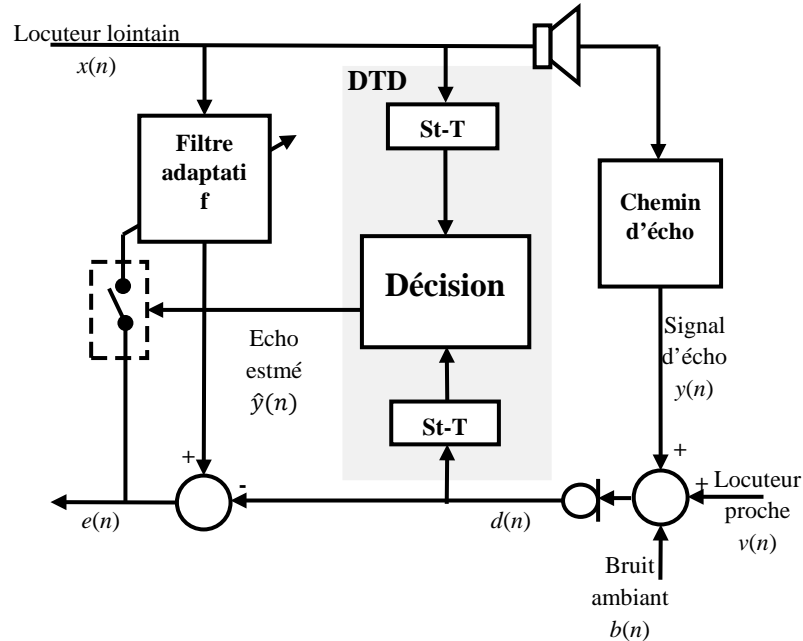 Locuteur lointain
x(n)
DTD
St-T
Filtre
adaptati
f
Chemin
d'écho
Décision
Echo
estmé
ŷ(n)
Signal
d'écho
y(n)
St-T
+
-
+
+
Locuteur
proche
v(n)
e(n)
d(n)
Bruit
ambiant
b(n)